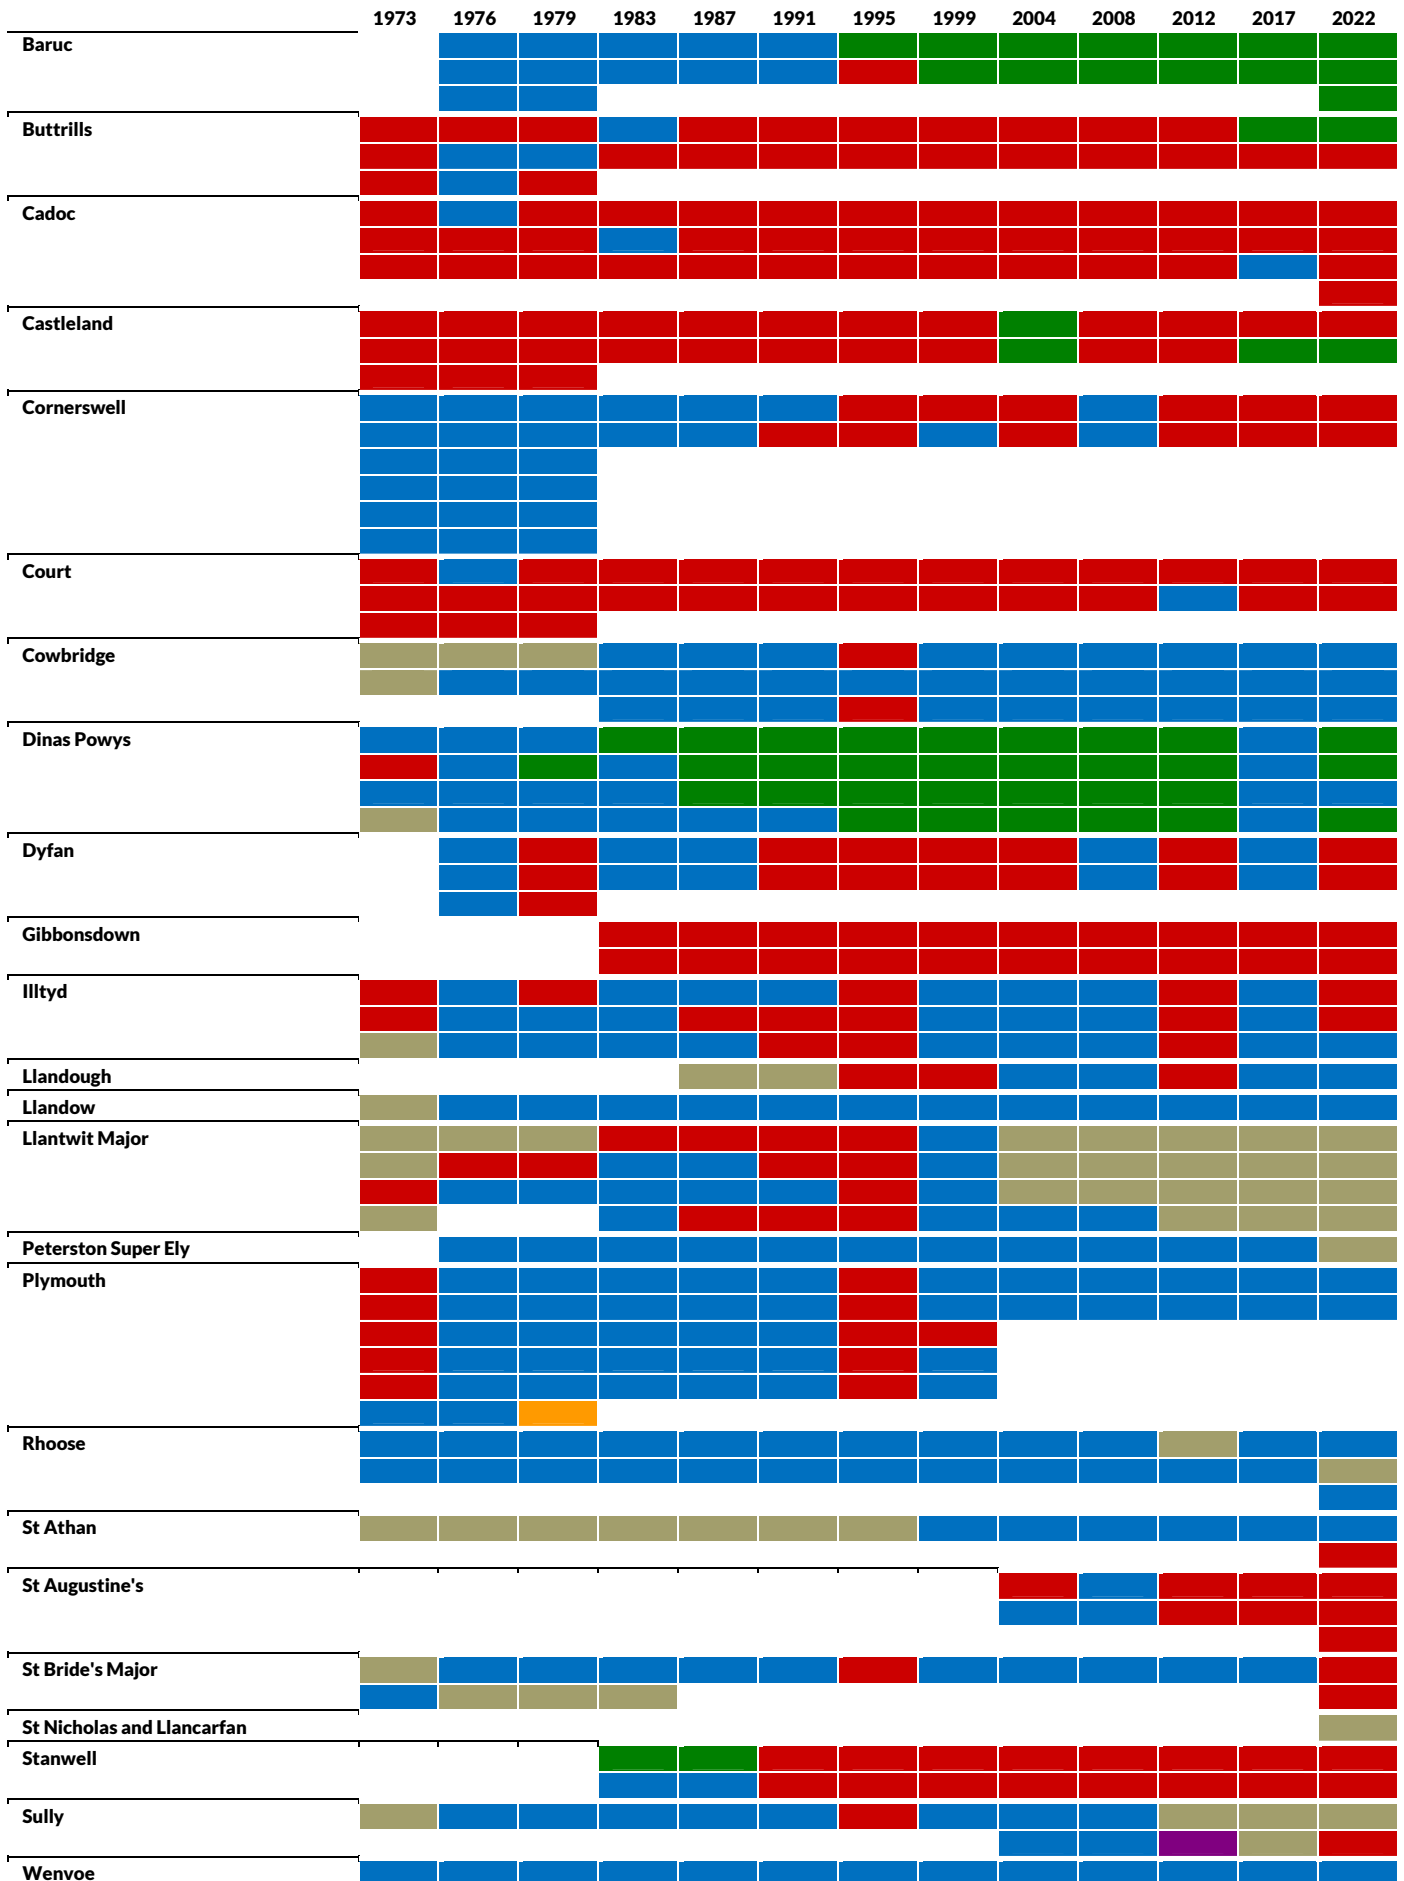 1973 1976 1979 1983 1987 1991 1995 1999 2004 2008 2012 2017 2022
Baruc
Buttrills
Cadoc
Castleland
Cornerswell
Court
Cowbridge
Dinas Powys
Dyfan
Gibbonsdown
Illtyd
Llandough
Llandow
Llantwit Major
Peterston Super Ely
Plymouth
Rhoose
St Athan
St Augustine's
St Bride's Major
St Nicholas and Llancarfan
Stanwell
Sully
Wenvoe